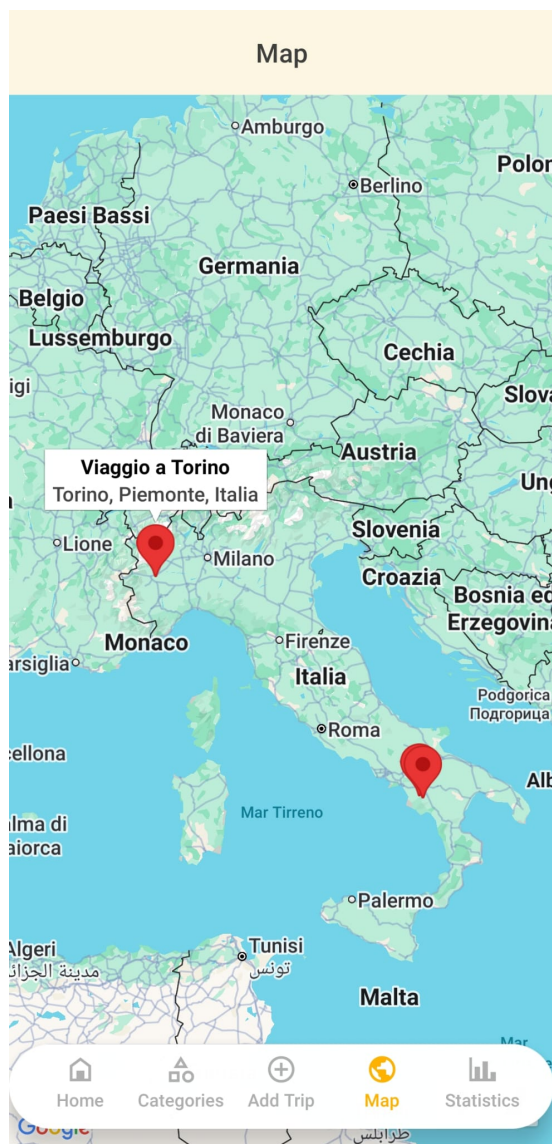 Map
Amburgo
Polon
Berlino
Paesi Bassi
Germania
Belgio
Lussemburgo
igi
Cechia
Slova
Monaco
di Baviera
Austria
Ung
Viaggio a Torino
Torino, Piemonte, Italia
Slovenia
Lione
Milano
Croazia
Bosnia ed
Erzegovina
Monaco
Firenze
arsiglia
Italia
Podgorica
Подгорица
Roma
cellona
Alb
Mar Tirreno
alma di
aiorca
Palermo
Algeri
مدينة الجزائ
Tunisi
تونس
Malta
Mar
Home
Categories
Add Trip
Map
Statistics
Google
طرابلس